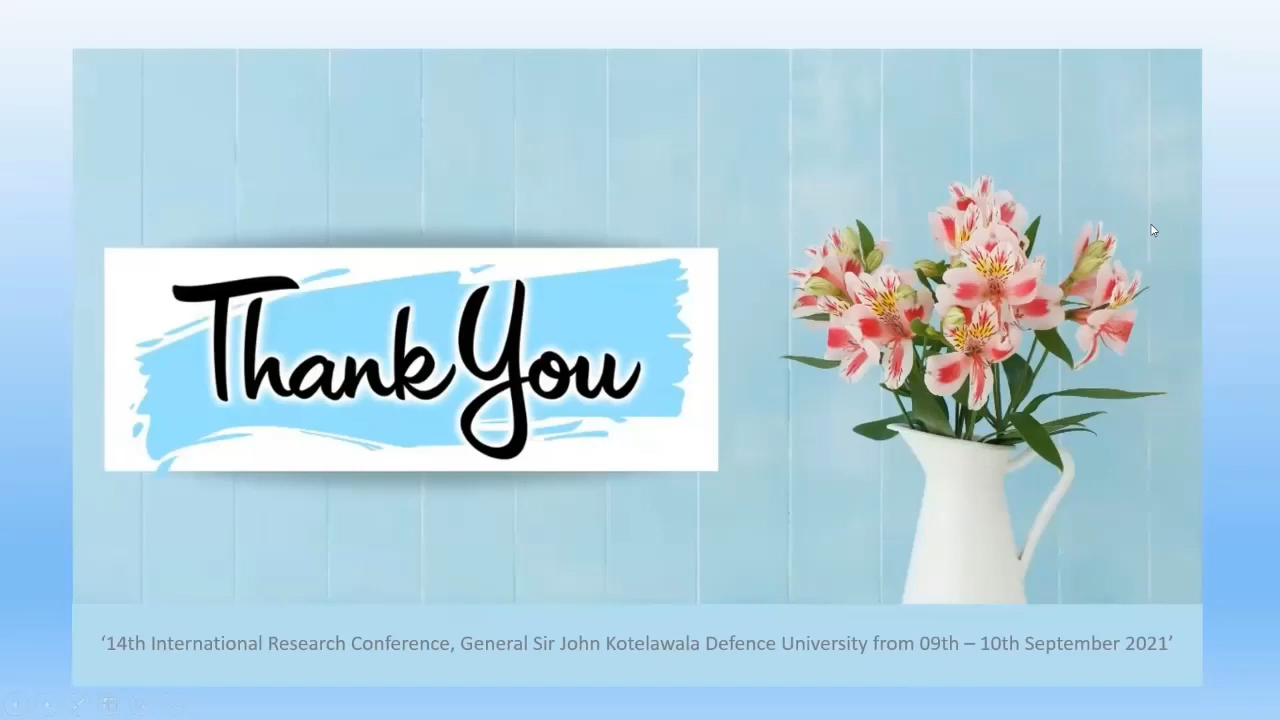 Thank You
‘14th International Research Conference, General Sir John Kotelawala Defence University from 09th – 10th September 2021’